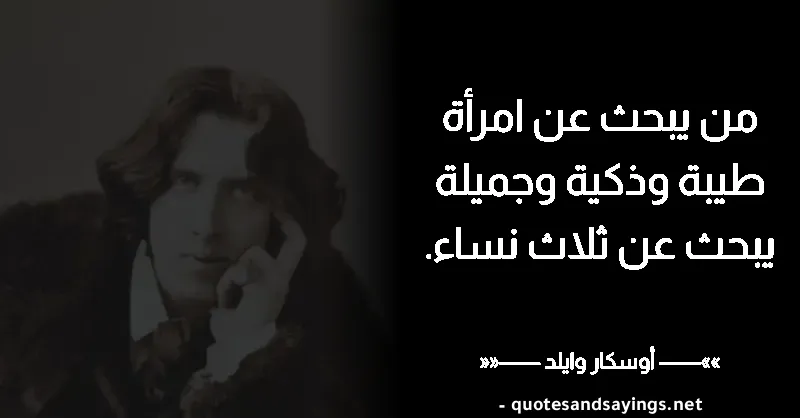 من يبحث عن امرأة
طيبة وذكية وجميلة
يبحث عن ثلاث نساء.
»»—— أوسكار وايلد ——««
- quotesandsayings.net